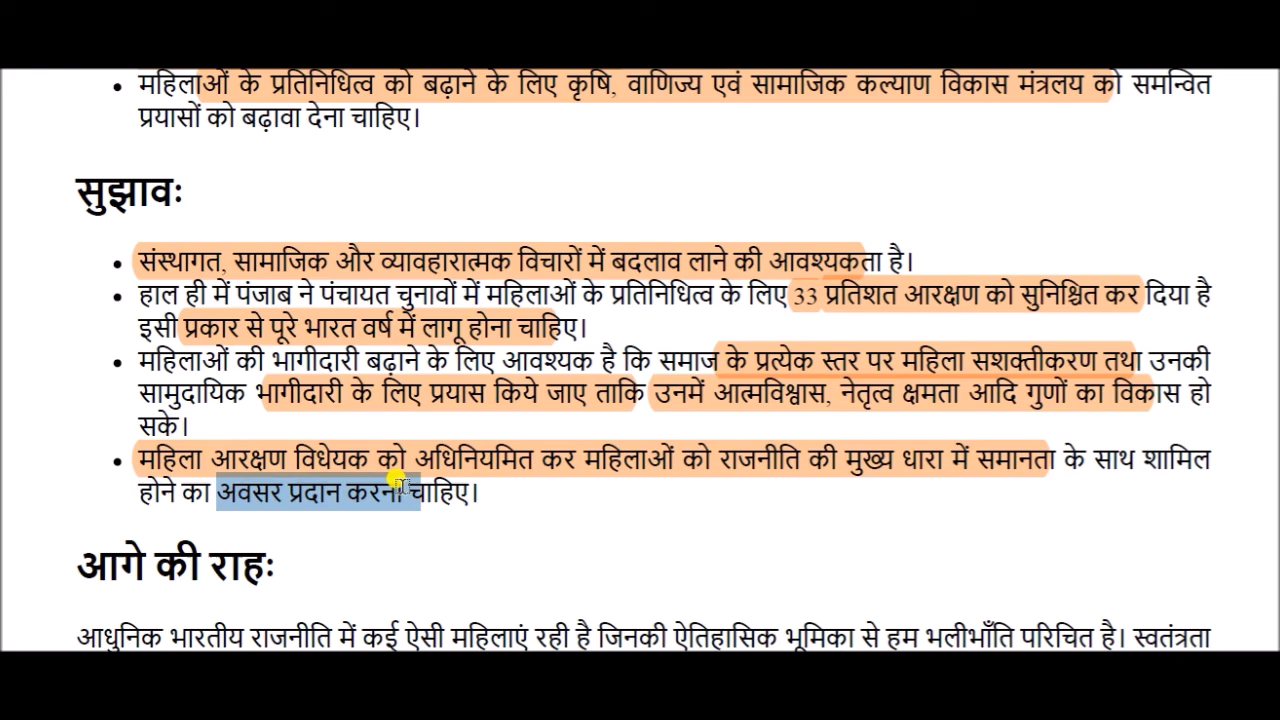 महिलाओं के प्रतिनिधित्व को बढ़ाने के लिए कृषि, वाणिज्य एवं सामाजिक कल्याण विकास मंत्रलय को समन्वित
प्रयासों को बढ़ावा देना चाहिए।
सुझावः
संस्थागत, सामाजिक और व्यावहारात्मक विचारों में बदलाव लाने की आवश्यकता है।
हाल ही में पंजाब ने पंचायत चुनावों में महिलाओं के प्रतिनिधित्व के लिए 33 प्रतिशत आरक्षण को सुनिश्चित कर दिया है
इसी प्रकार से पूरे भारत वर्ष में लागू होना चाहिए।
महिलाओं की भागीदारी बढ़ाने के लिए आवश्यक है कि समाज के प्रत्येक स्तर पर महिला सशक्तीकरण तथा उनकी
सामुदायिक भागीदारी के लिए प्रयास किये जाए ताकि उनमें आत्मविश्वास, नेतृत्व क्षमता आदि गुणों का विकास हो
सके।
महिला आरक्षण विधेयक को अधिनियमित कर महिलाओं को राजनीति की मुख्य धारा में समानता के साथ शामिल
होने का अवसर प्रदान करना चाहिए।
आगे की राहः
आधुनिक भारतीय राजनीति में कई ऐसी महिलाएं रही है जिनकी ऐतिहासिक भूमिका से हम भलीभाँति परिचित है। स्वतंत्रता